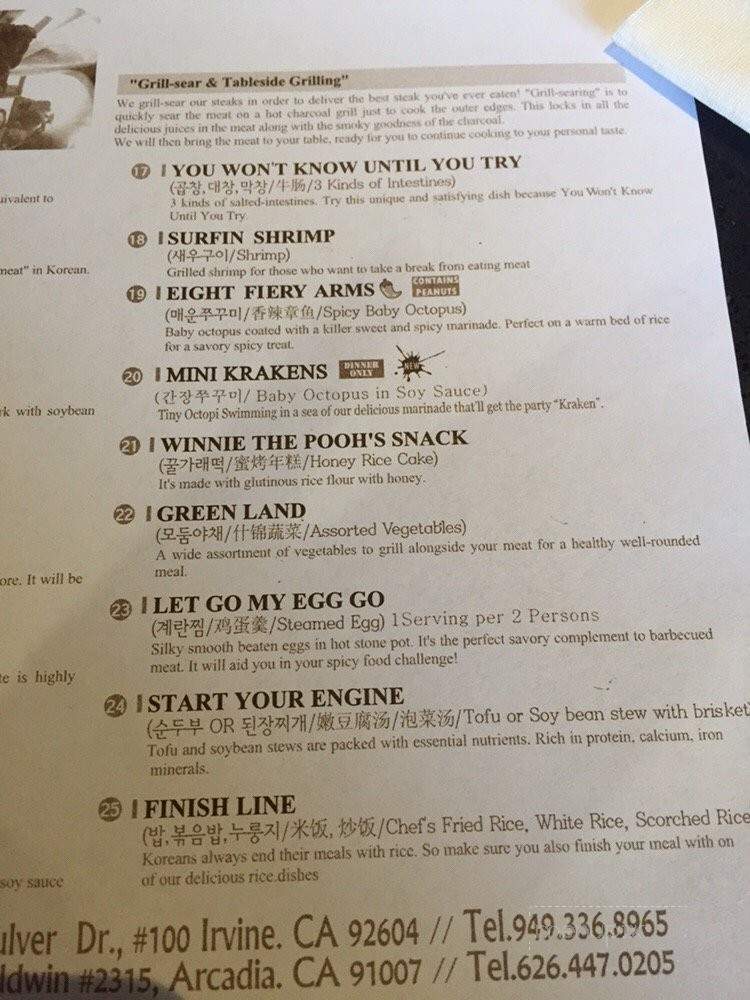 "Grill-sear & Tableside Grilling"
We grill-sear our steaks in order to deliver the best steak you've ever eaten! "Grill-searing" is to
quickly sear the meat on a hot charcoal grill just to cook the outer edges. This locks in all the
delicious juices in the meat along with the smoky goodness of the charcoal.
We will then bring the meat to your table, ready for you to continue cooking to your personal taste.
17 YOU WON'T KNOW UNTIL YOU TRY
(곱창,대창,막창/牛肠/3 Kinds of Intestines)
3 kinds of salted-intestines. Try this unique and satisfying dish because You Won't Know
Until You Try.
18 SURFIN SHRIMP
(새우구이/Shrimp)
Grilled shrimp for those who want to take a break from eating meat
19 EIGHT FIERY ARMS CONTAINS PEANUTS
(매운쭈꾸미/香辣章鱼/Spicy Baby Octopus)
Baby octopus coated with a killer sweet and spicy marinade. Perfect on a warm bed of rice
for a savory spicy treat.
20 MINI KRAKENS DINNER ONLY NEW
(간장쭈꾸미/ Baby Octopus in Soy Sauce)
Tiny Octopi Swimming in a sea of our delicious marinade that'll get the party "Kraken".
21 WINNIE THE POOH'S SNACK
(꿀가래떡/蜜烤年糕/Honey Rice Cake)
It's made with glutinous rice flour with honey.
22 GREEN LAND
(모둠야채/什锦蔬菜/Assorted Vegetables)
A wide assortment of vegetables to grill alongside your meat for a healthy well-rounded
meal.
23 LET GO MY EGG GO
(계란찜/鸡蛋羹/Steamed Egg) 1Serving per 2 Persons
Silky smooth beaten eggs in hot stone pot. It's the perfect savory complement to barbecued
meat. It will aid you in your spicy food challenge!
24 START YOUR ENGINE
(순두부 OR 된장찌개/嫩豆腐汤/泡菜汤/Tofu or Soy bean stew with brisket
Tofu and soybean stews are packed with essential nutrients. Rich in protein, calcium, iron
minerals.
25 FINISH LINE
(밥,볶음밥,누룽지/米饭, 炒饭/Chef's Fried Rice, White Rice, Scorched Rice
Koreans always end their meals with rice. So make sure you also finish your meal with on
of our delicious rice.dishes
uivalent to
meat" in Korean.
rk with soybean
ore. It will be
te is highly
soy sauce
ulver Dr., #100 Irvine. CA 92604 // Tel.949.336.8965
ldwin #2315, Arcadia. CA 91007 // Tel.626.447.0205